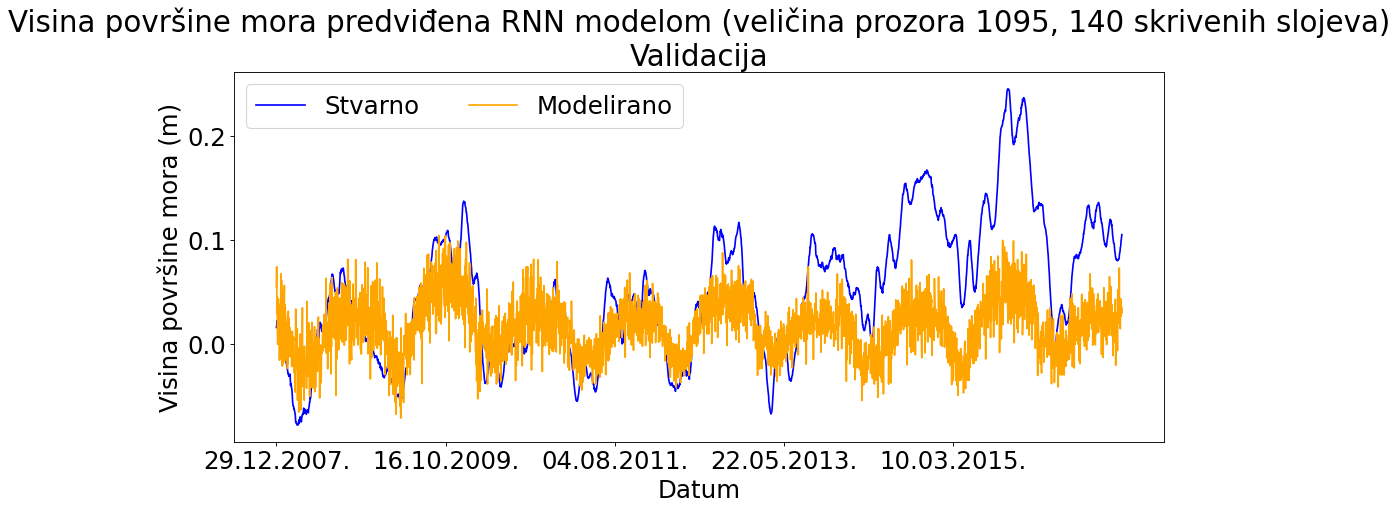 Visina površine mora predviđena RNN modelom (veličina prozora 1095, 140 skrivenih slojeva)
Validacija
Stvarno
Modelirano
Visina površine mora (m)
0.2
0.1
0.0
29.12.2007.
16.10.2009.
04.08.2011.
22.05.2013.
10.03.2015.
Datum